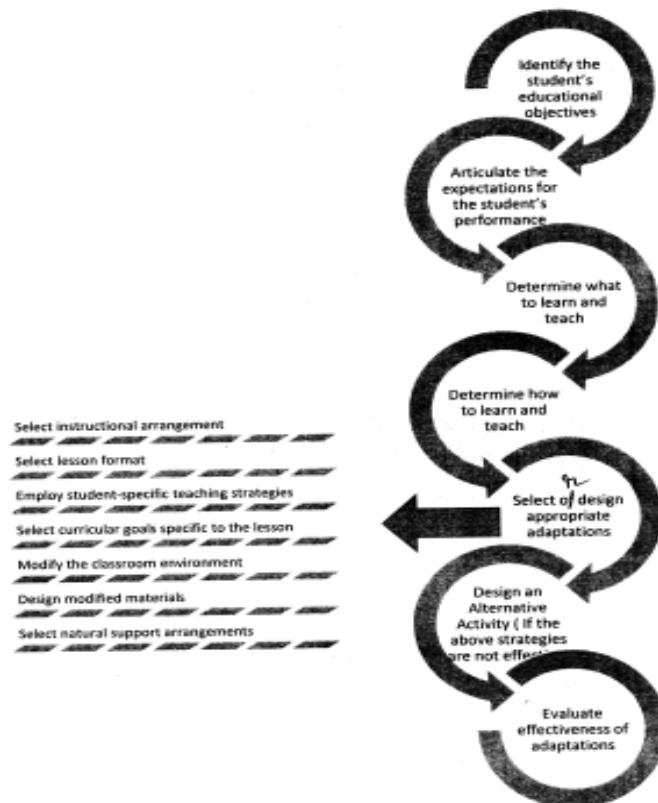 Identify the
student's
educational
objectives
Articulate the
expectations for
the student's
performance
Determine what
to learn and
teach
Determine how
to learn and
teach
Select instructional arrangement
Select lesson format
Employ student-specific teaching strategies
Select curricular goals specific to the lesson
Modify the classroom environment
Design modified materials
Select natural support arrangements
or
Select of design
appropriate
adaptations
Design an
Alternative
Activity ( If the
above strategies
are not effecti
Evaluate
effectiveness of
adaptations